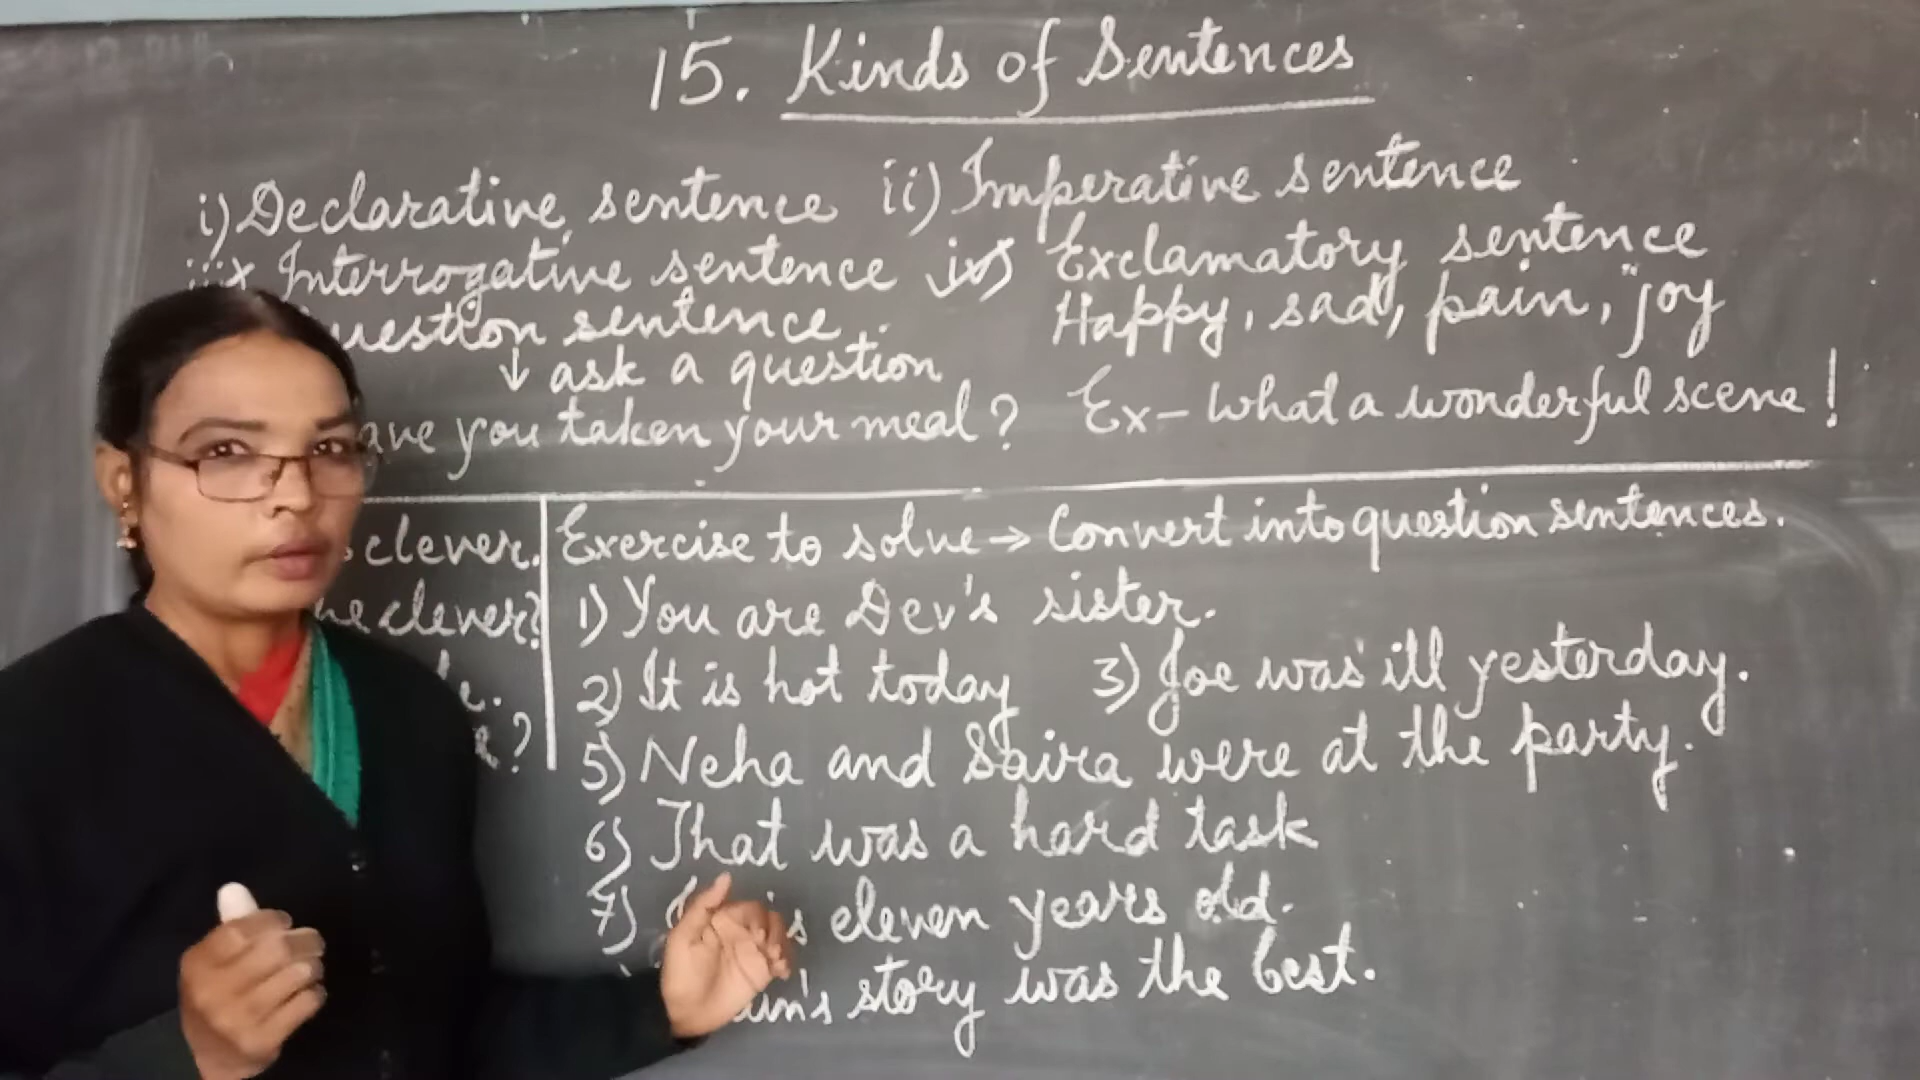 15. Kinds of Sentences
i) Declarative sentence ii) Imperative sentence
Interrogative sentence iv) Exclamatory sentence
sentence Happy, sad, pain, joy
↓ ask a question
you taken your meal? Ex- What a wonderful scene!
clever.
clever?
Exercise to solve → Convert into question sentences.
1) You are Dev's sister.
2) It is hot today 3) Joe was ill yesterday.
5) Neha and Saira were at the party.
6) That was a hard task
7) is eleven years old.
story was the best.